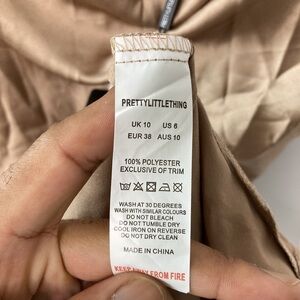 PRETTYLITTLETHING
UK 10 US 6
EUR 38 AUS 10
100% POLYESTER
EXCLUSIVE OF TRIM
WASH AT 30 DEGREES
WASH WITH SIMILAR COLOURS
DO NOT BLEACH
DO NOT TUMBLE DRY
COOL IRON ON REVERSE
DO NOT DRY CLEAN
MADE IN CHINA
KEEP AWAY FROM FIRE